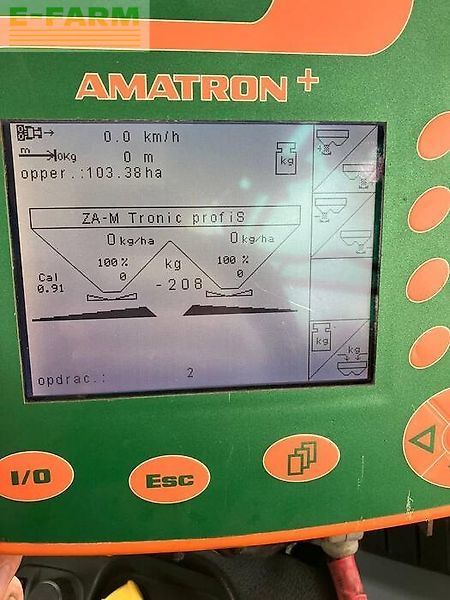 E-FARM
AMATRON+
0.0 km/h
m
0Kg 0 m
kg
opper.:103.38ha
ZA-M Tronic profiS
0kg/ha 0kg/ha
100% kg 100%
0 0
Cal
0.91 -208
kg kg
opdrac.: 2
I/O Esc